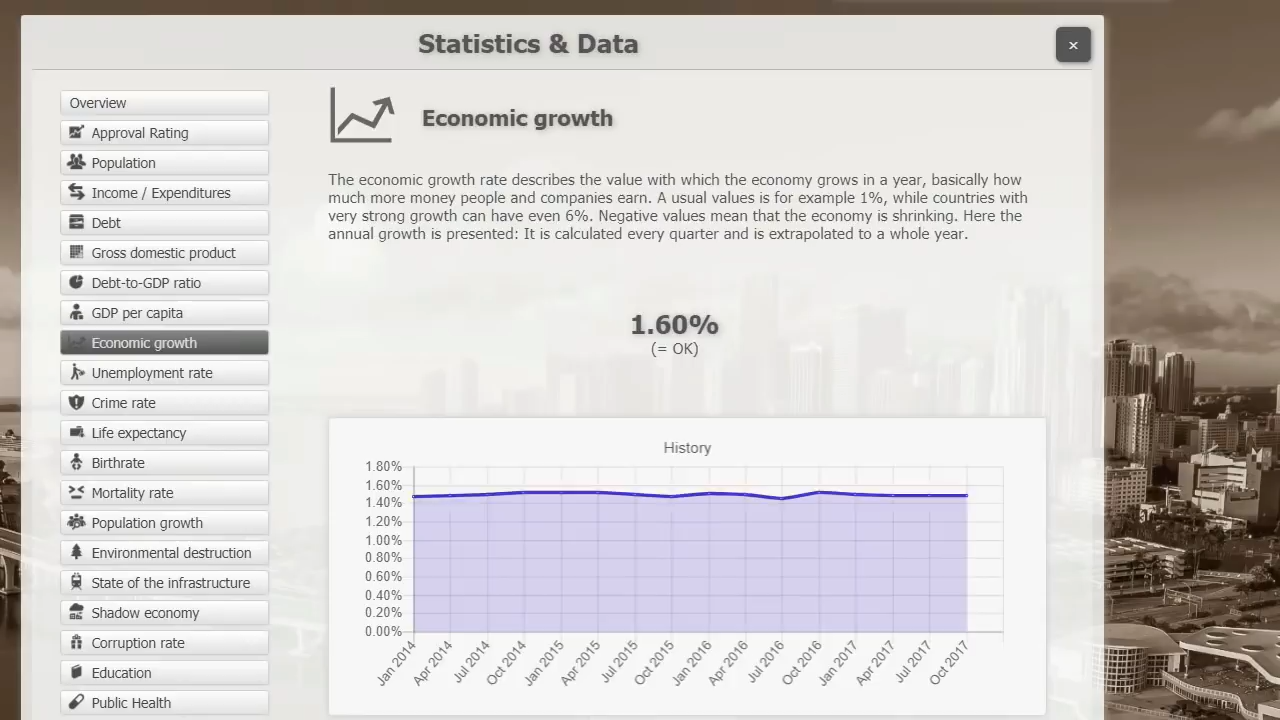 Statistics & Data
×
Overview
Approval Rating
Population
Income / Expenditures
Debt
Gross domestic product
Debt-to-GDP ratio
GDP per capita
Economic growth
Unemployment rate
Crime rate
Life expectancy
Birthrate
Mortality rate
Population growth
Environmental destruction
State of the infrastructure
Shadow economy
Corruption rate
Education
Public Health
Economic growth
The economic growth rate describes the value with which the economy grows in a year, basically how
much more money people and companies earn. A usual values is for example 1%, while countries with
very strong growth can have even 6%. Negative values mean that the economy is shrinking. Here the
annual growth is presented: It is calculated every quarter and is extrapolated to a whole year.
1.60%
(= OK)
History
1.80%
1.60%
1.40%
1.20%
1.00%
0.80%
0.60%
0.40%
0.20%
0.00%
Jan 2014
Apr 2014
Jul 2014
Oct 2014
Jan 2015
Apr 2015
Jul 2015
Oct 2015
Jan 2016
Apr 2016
Jul 2016
Oct 2016
Jan 2017
Apr 2017
Jul 2017
Oct 2017